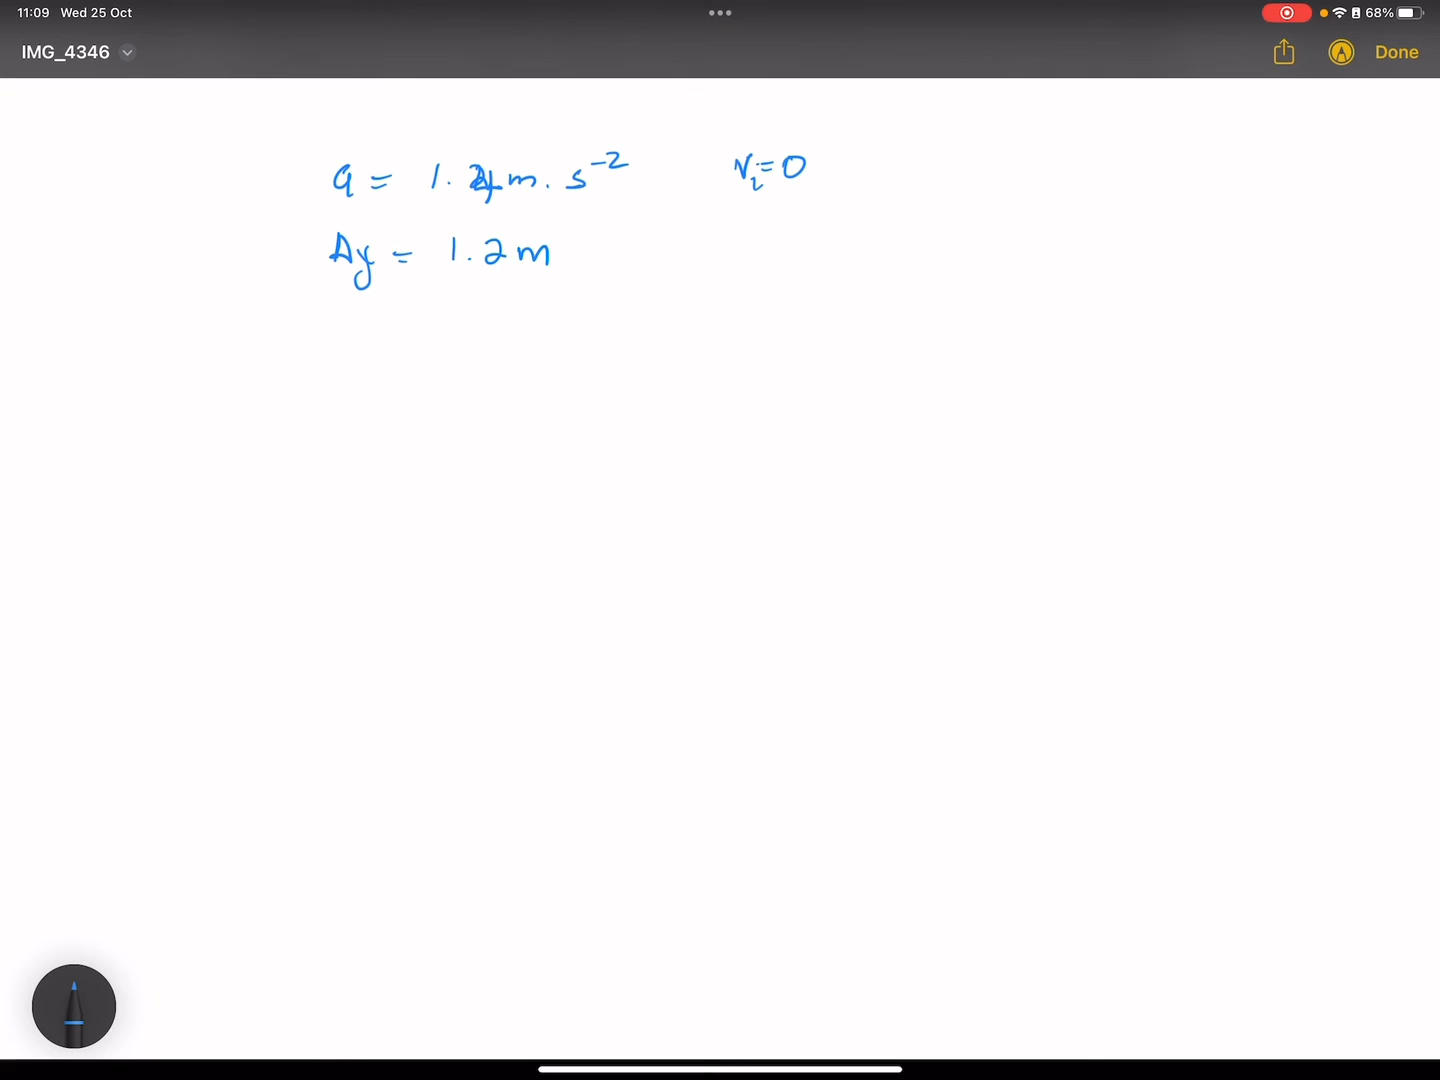 11:09 Wed 25 Oct
68%
IMG_4346
Done
a = 1.4 m.s⁻² vᵢ = 0
Δy = 1.2 m